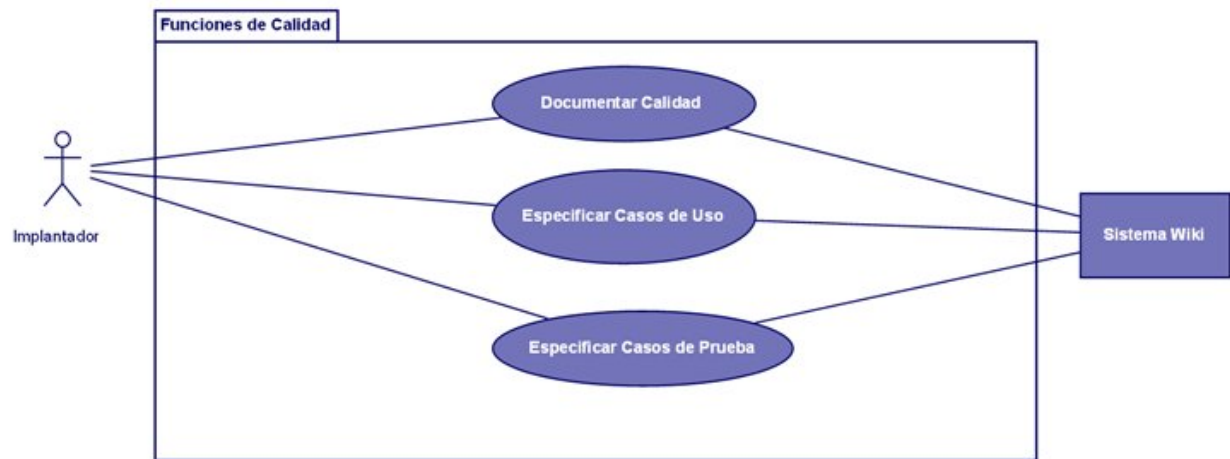 Funciones de Calidad
Documentar Calidad
Implantador
Especificar Casos de Uso
Sistema Wiki
Especificar Casos de Prueba